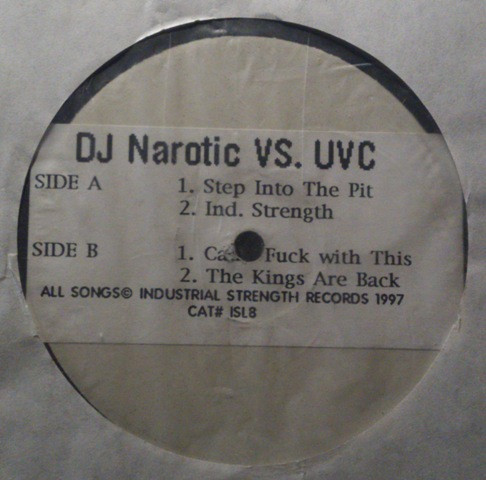 DJ Narotic VS. UVC
SIDE A 1. Step Into The Pit
2. Ind. Strength
SIDE B 1. Fuck with This
2. The Kings Are Back
ALL SONGS© INDUSTRIAL STRENGTH RECORDS 1997
CAT# ISL8